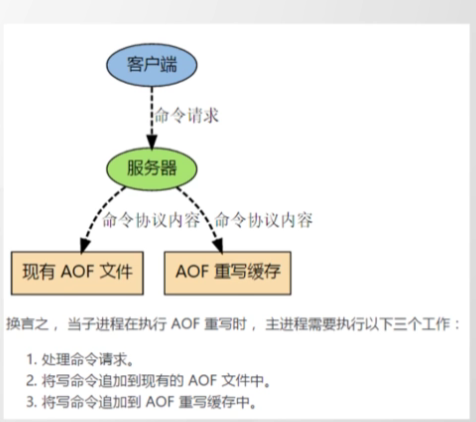 客户端
命令请求
服务器
命令协议内容 命令协议内容
现有 AOF 文件 AOF 重写缓存
换言之， 当子进程在执行 AOF 重写时， 主进程需要执行以下三个工作：
1. 处理命令请求。
2. 将写命令追加到现有的 AOF 文件中。
3. 将写命令追加到 AOF 重写缓存中。